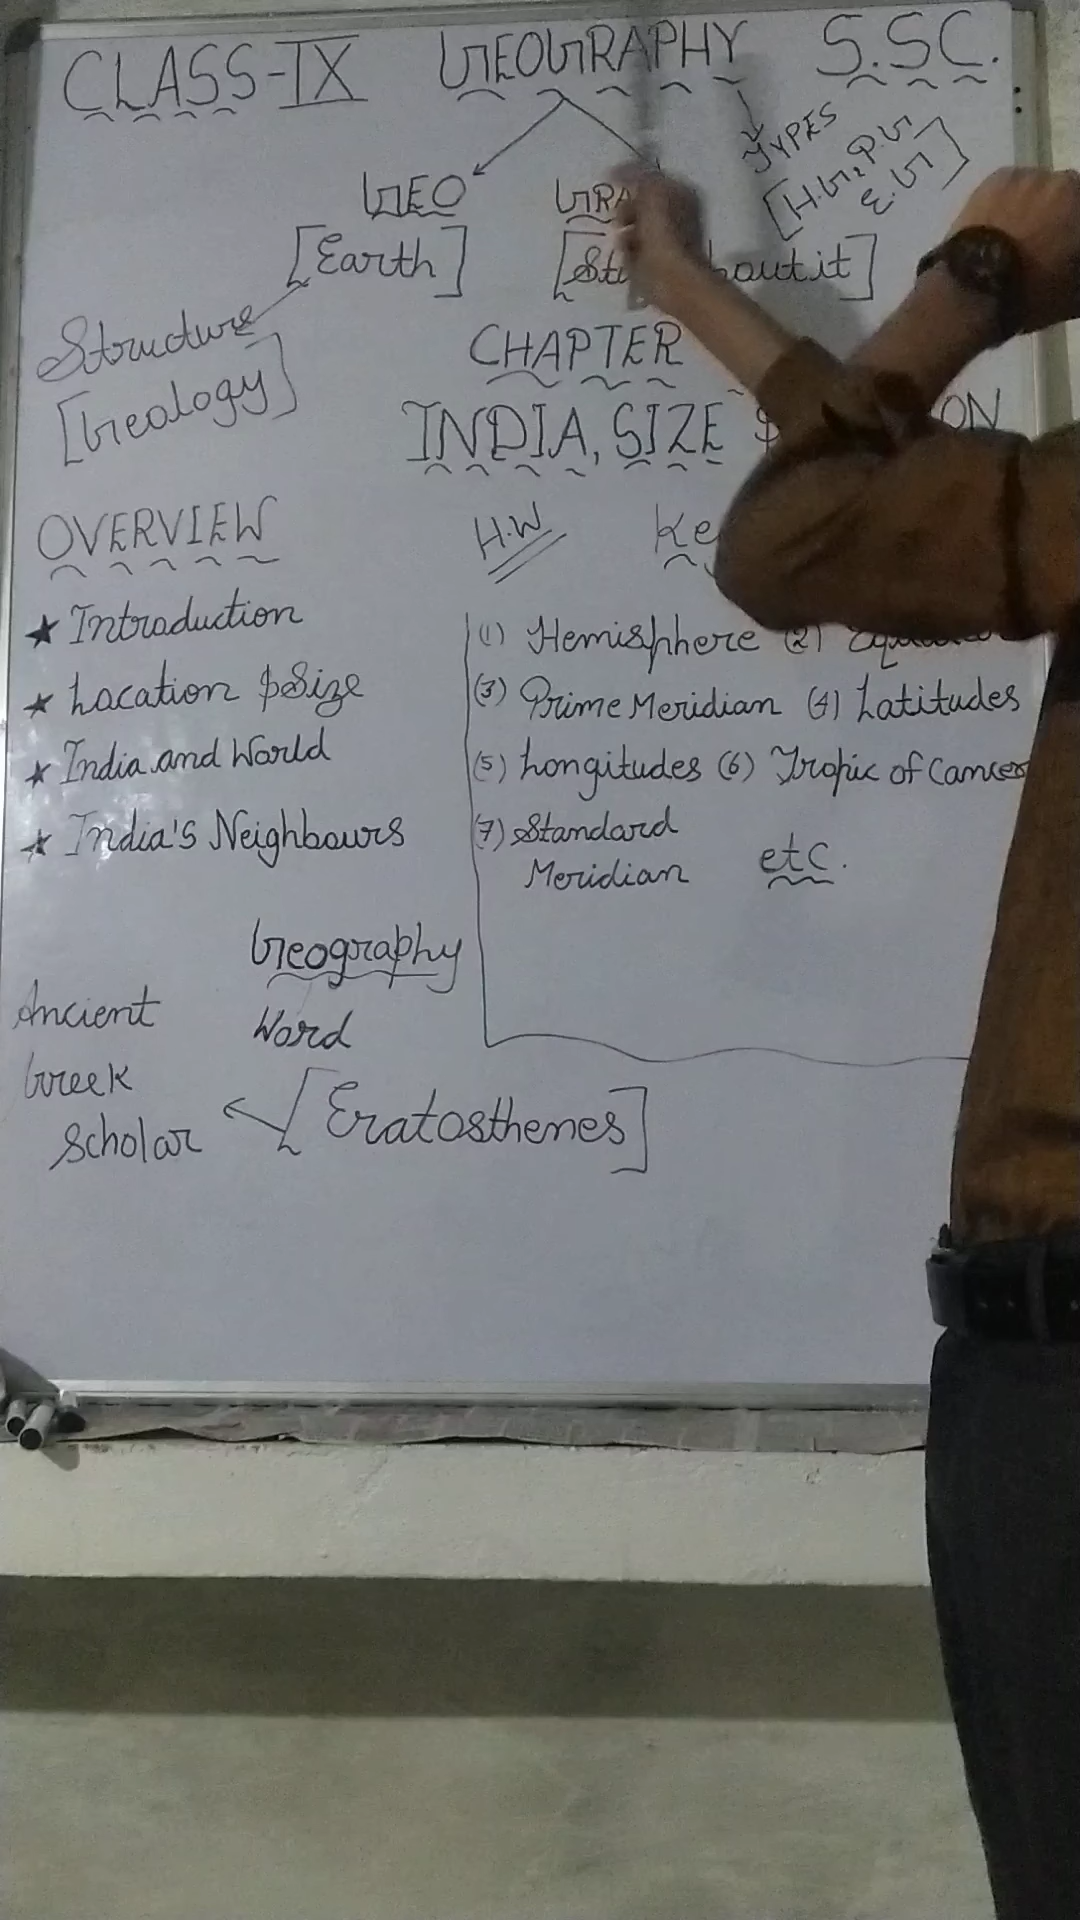 CLASS-IX GEOGRAPHY S.S.C.
TYPES
[H.G, P.G
E.G]
GEO
[Earth]
out it]
Structure
[Geology]
CHAPTER
INDIA, SIZE $
OVERVIEW
★ Introduction
★ Location $ Size
★ India and World
★ India's Neighbours
H.W
(1) Hemisphere (2)
(3) Prime Meridian (4) Latitudes
(5) Longitudes (6) Tropic of Cancer
(7) Standard
Meridian etc.
Geography
Word
[Eratosthenes]
Ancient
Greek
Scholar